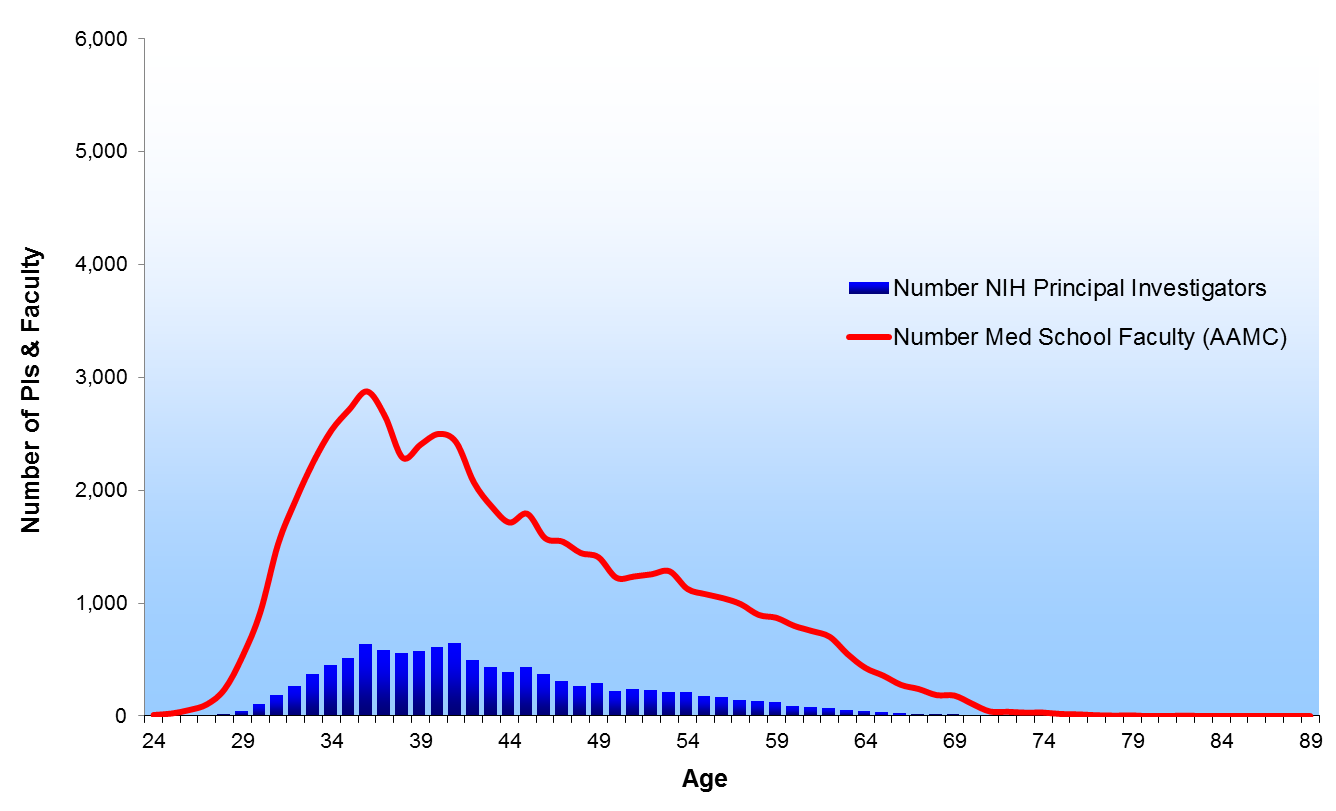 6,000
5,000
4,000
3,000
2,000
1,000
0
Number of PIs & Faculty
Number NIH Principal Investigators
Number Med School Faculty (AAMC)
24 29 34 39 44 49 54 59 64 69 74 79 84 89
Age